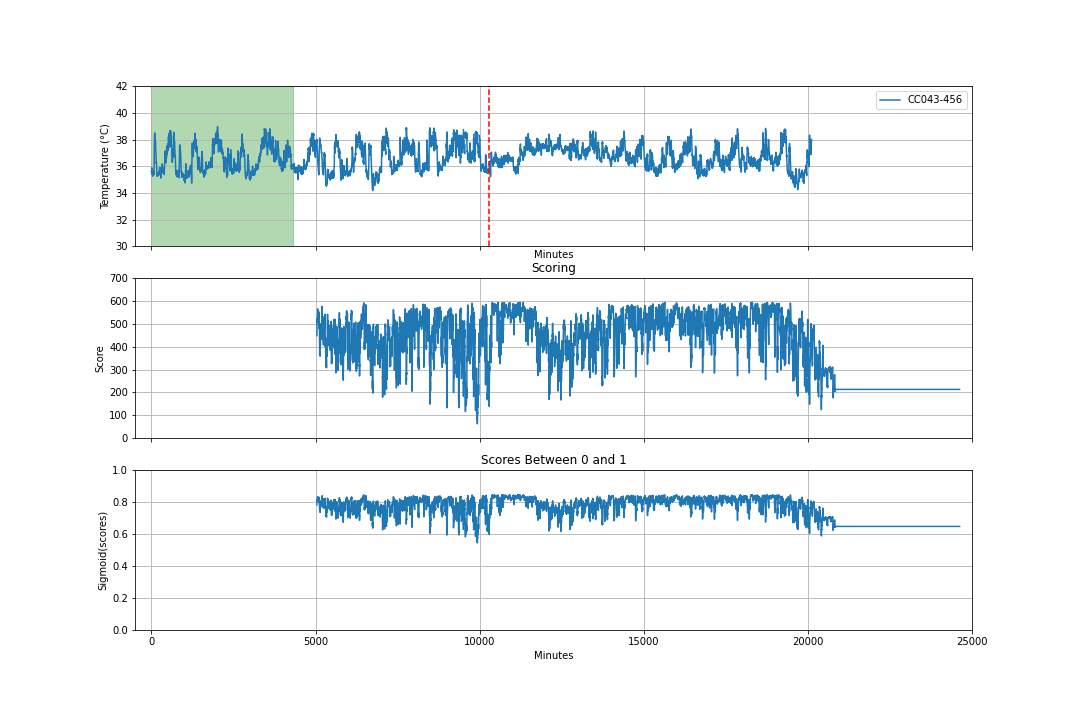 42
40
38
36
34
32
30
Temperature (°C)
CC043-456
Minutes
Scoring
700
600
500
400
300
200
100
0
Score
Scores Between 0 and 1
1.0
0.8
0.6
0.4
0.2
0.0
Sigmoid(scores)
0 5000 10000 15000 20000 25000
Minutes